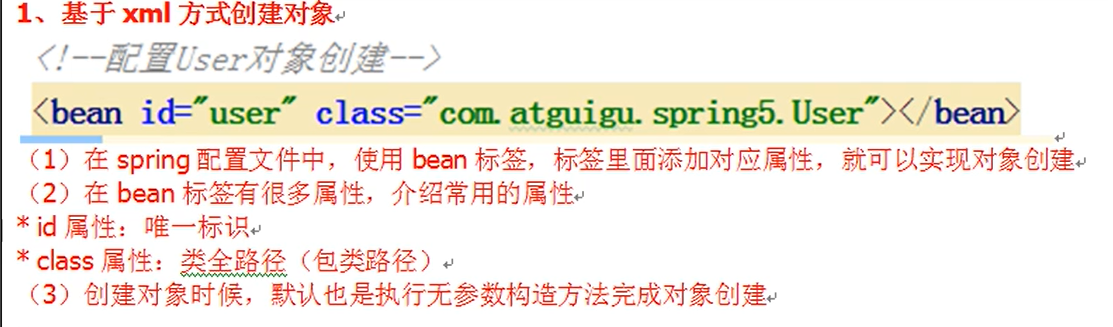 1、基于 xml 方式创建对象
<!--配置User对象创建-->
<bean id="user" class="com.atguigu.spring5.User"></bean>
（1）在 spring 配置文件中，使用 bean 标签，标签里面添加对应属性，就可以实现对象创建
（2）在 bean 标签有很多属性，介绍常用的属性
* id 属性：唯一标识
* class 属性：类全路径（包类路径）
（3）创建对象时候，默认也是执行无参数构造方法完成对象创建